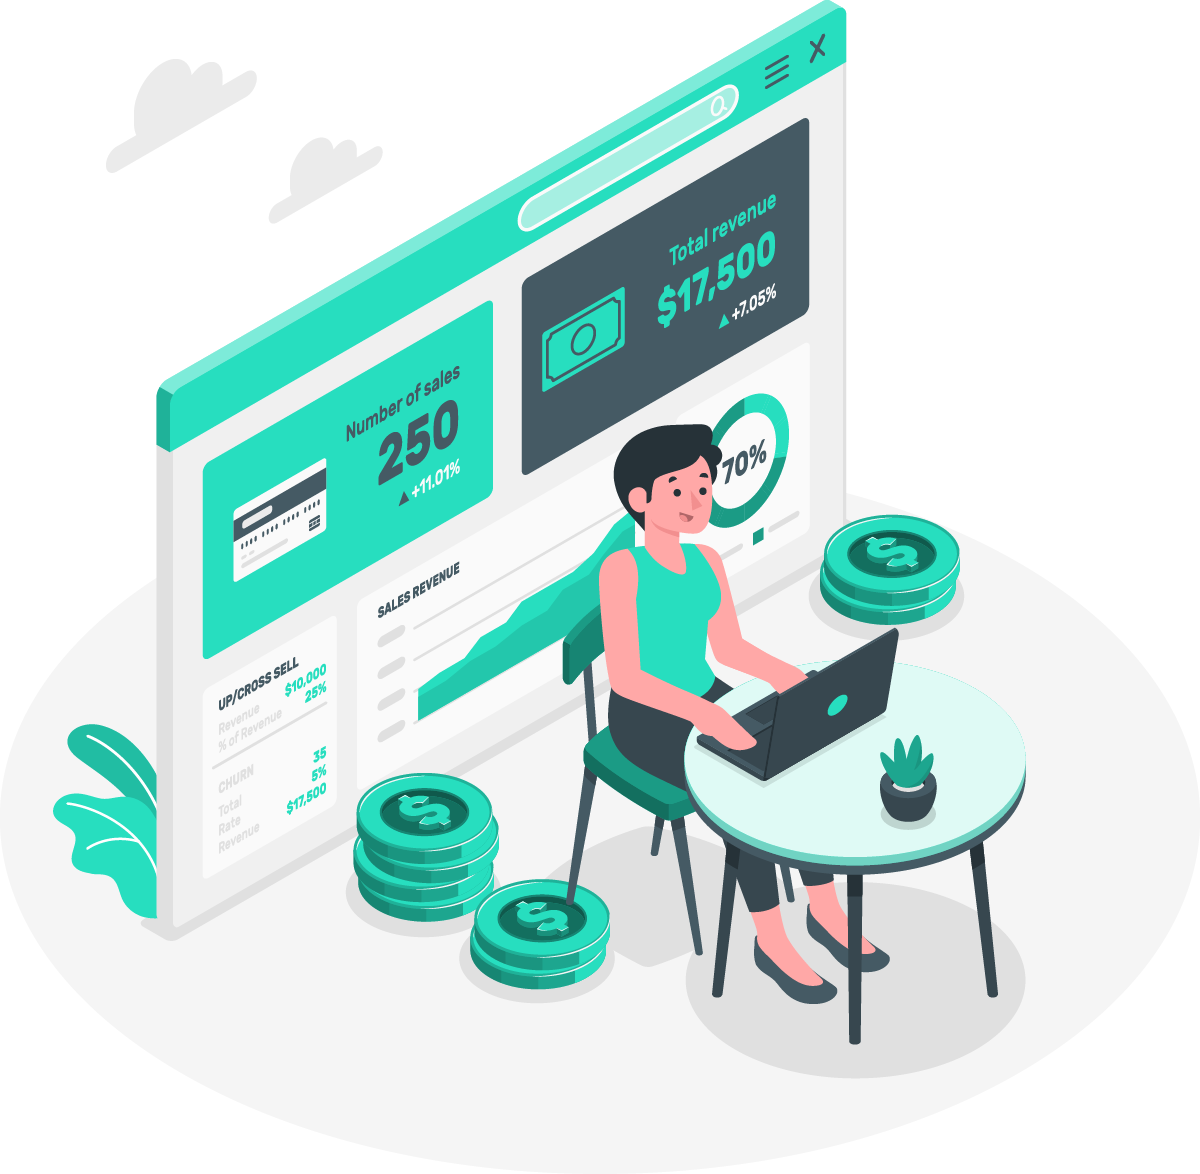 Total revenue
$17,500
+7.05%
Number of sales
250
+11.01%
70%
SALES REVENUE
UP/CROSS SELL
Revenue $10,000
% of Revenue 25%
CHURN
Total 35
Rate 5%
Revenue $17,500
$
$
$